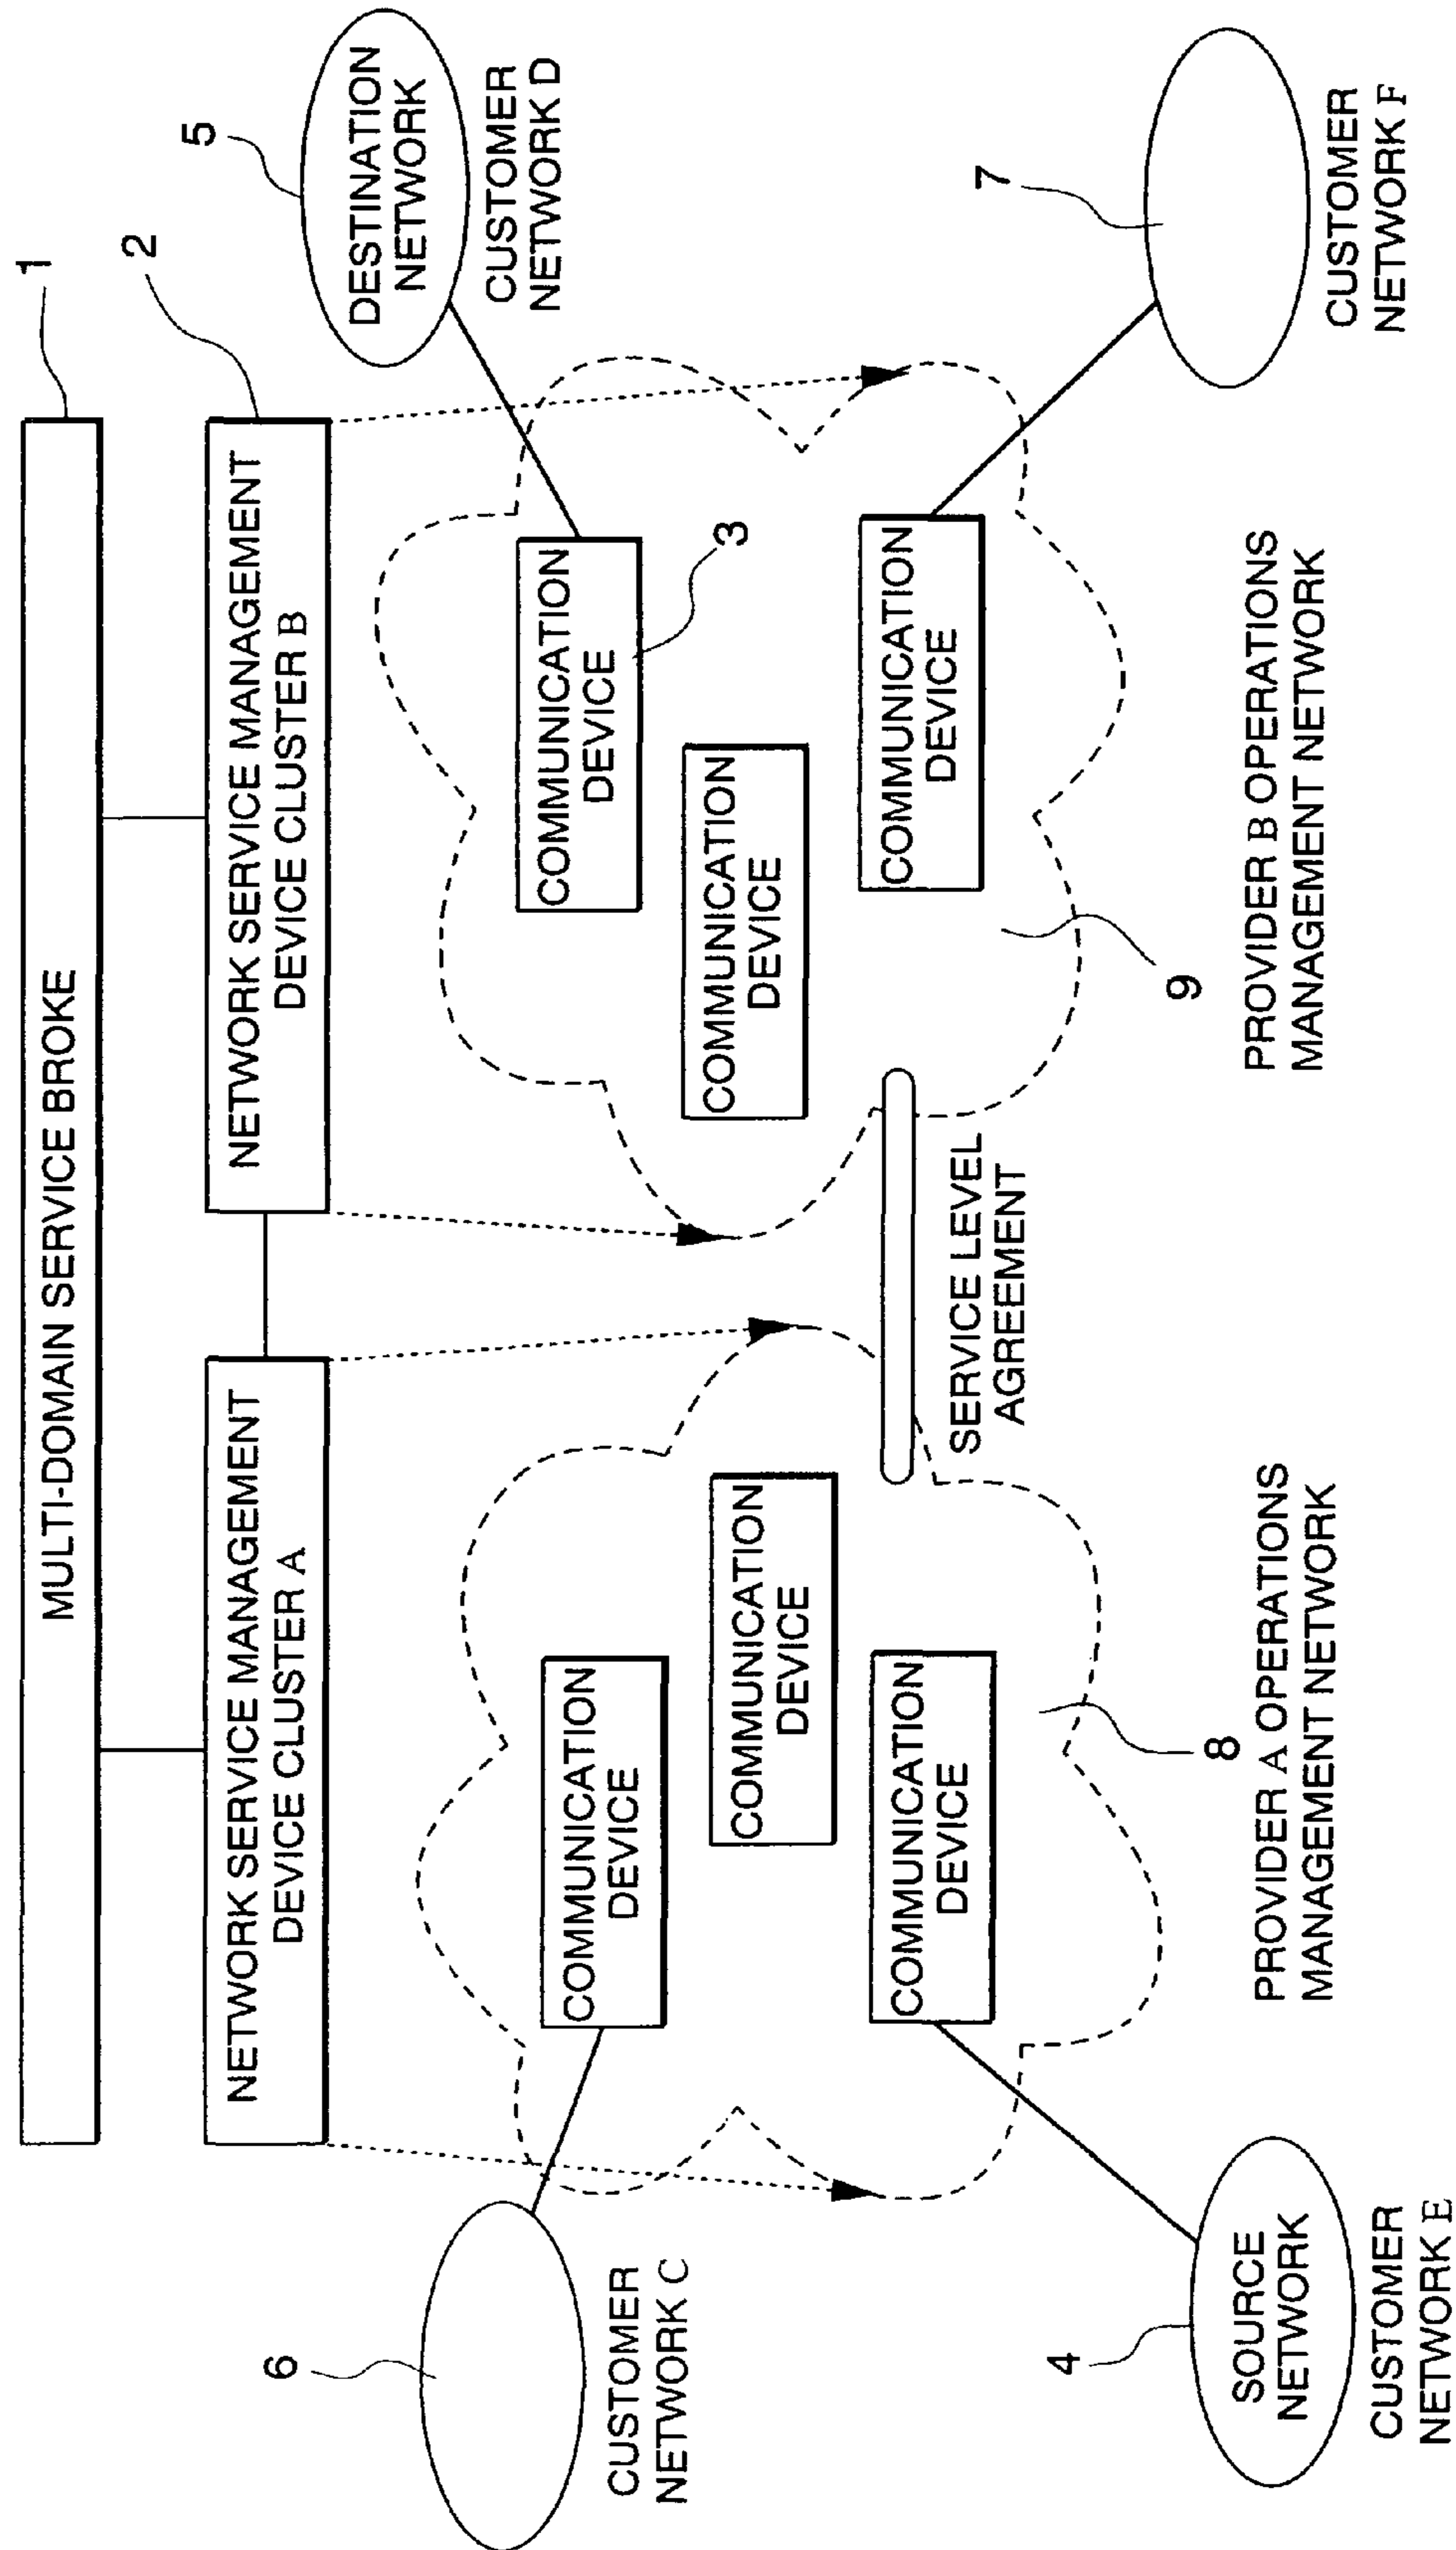 1
MULTI-DOMAIN SERVICE BROKE
2
NETWORK SERVICE MANAGEMENT
DEVICE CLUSTER A
NETWORK SERVICE MANAGEMENT
DEVICE CLUSTER B
5
DESTINATION
NETWORK
CUSTOMER
NETWORK D
6
CUSTOMER
NETWORK C
COMMUNICATION
DEVICE
COMMUNICATION
DEVICE
COMMUNICATION
DEVICE
COMMUNICATION
DEVICE
3
COMMUNICATION
DEVICE
COMMUNICATION
DEVICE
SERVICE LEVEL
AGREEMENT
7
CUSTOMER
NETWORK F
4
SOURCE
NETWORK
CUSTOMER
NETWORK E
8
PROVIDER A OPERATIONS
MANAGEMENT NETWORK
9
PROVIDER B OPERATIONS
MANAGEMENT NETWORK